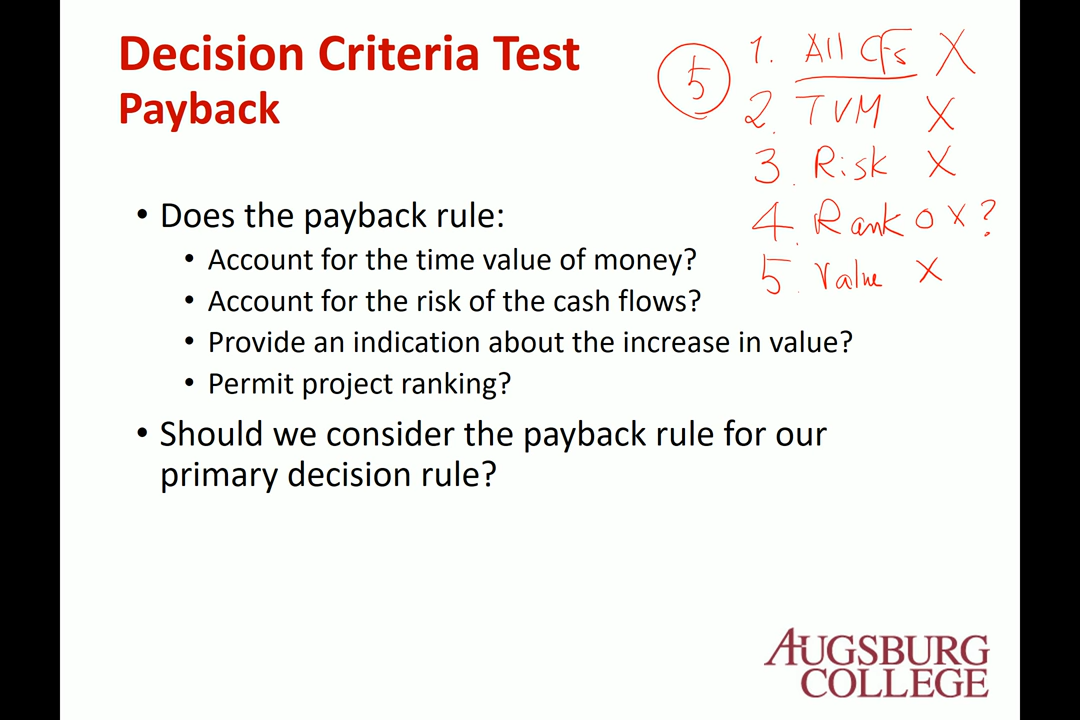 Decision Criteria Test
Payback
5
1. All CFs X
2. TVM X
3. Risk X
4. Rank O X ?
5. Value X
• Does the payback rule:
• Account for the time value of money?
• Account for the risk of the cash flows?
• Provide an indication about the increase in value?
• Permit project ranking?
• Should we consider the payback rule for our
primary decision rule?
AUGSBURG
COLLEGE